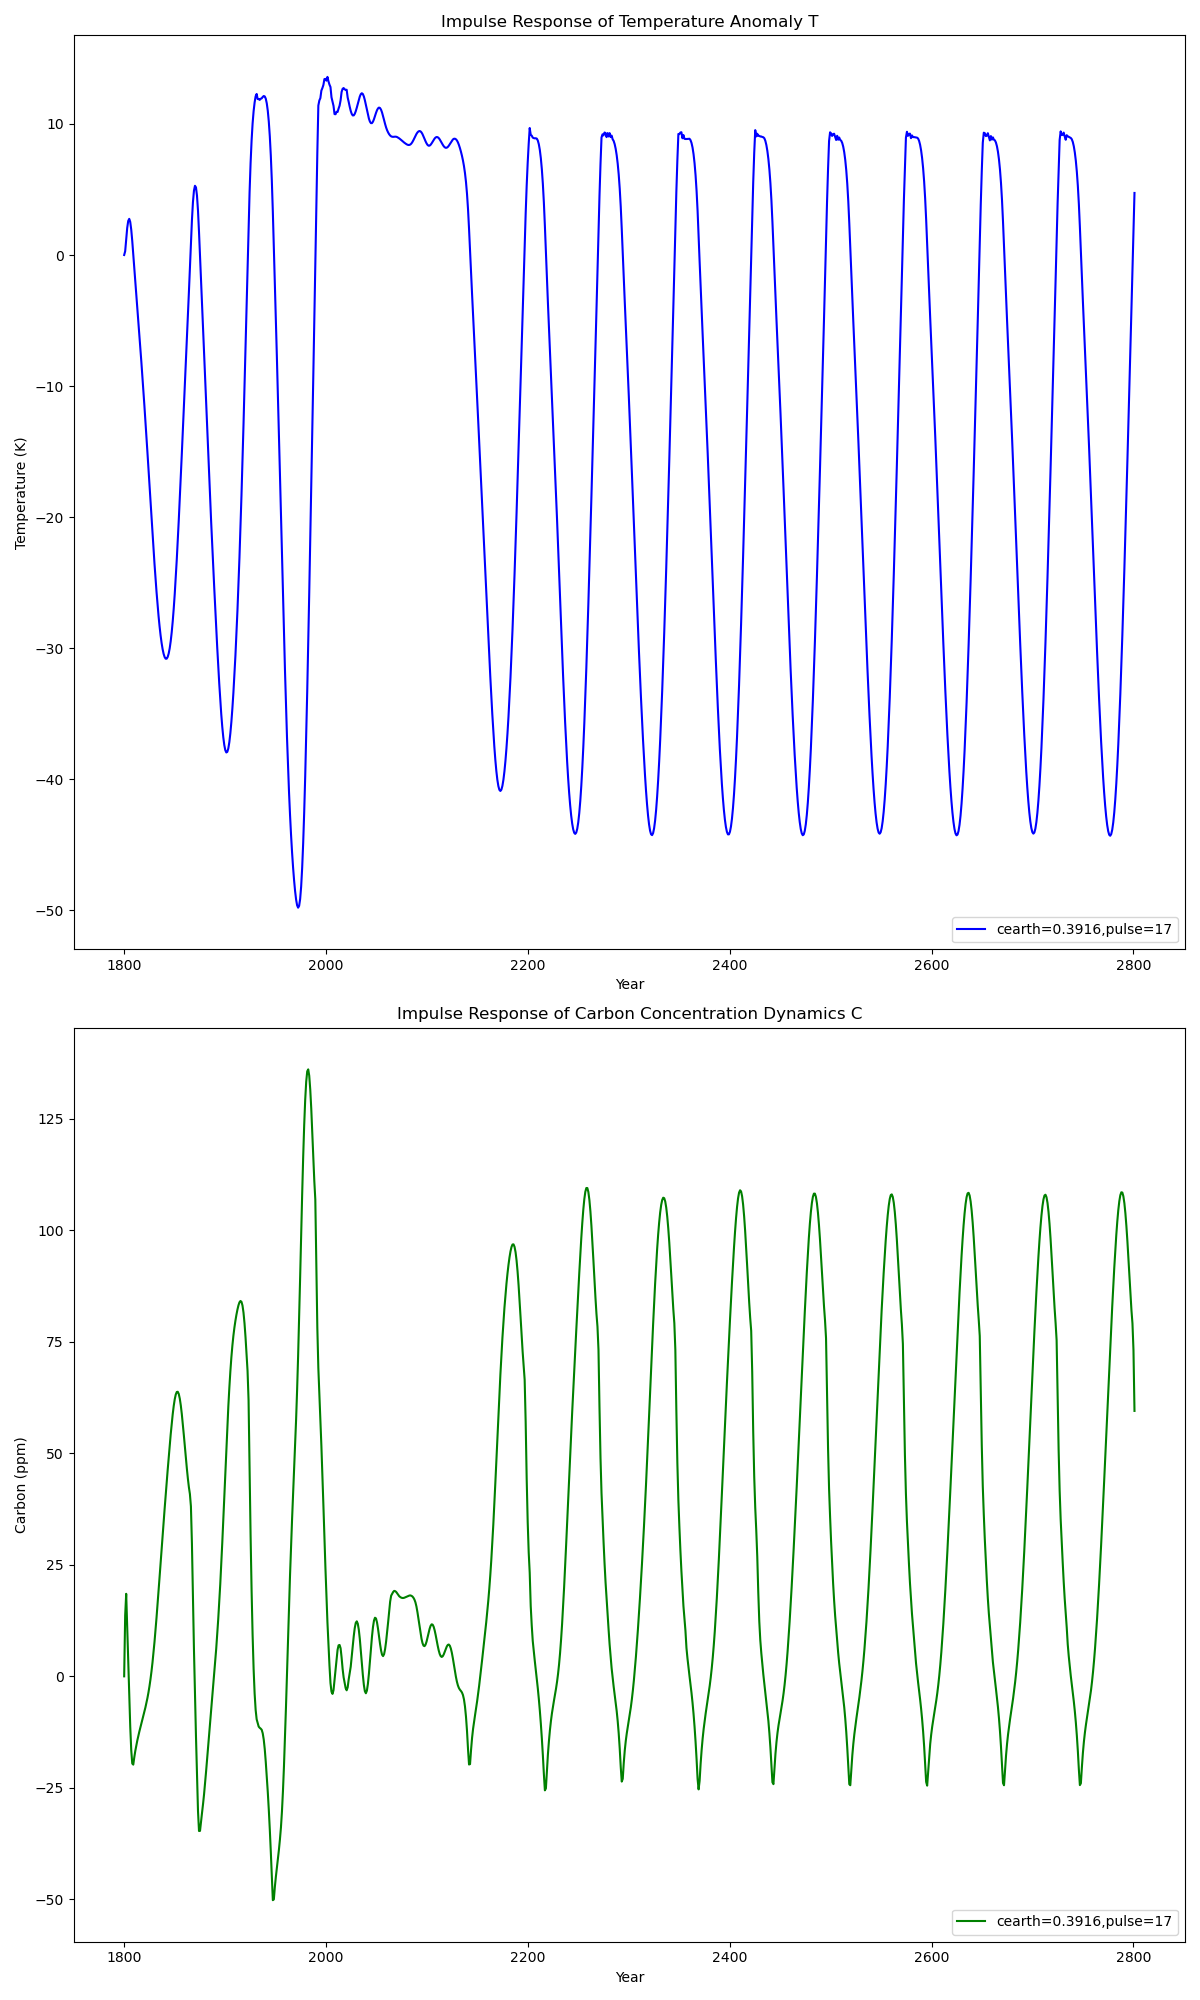 Impulse Response of Temperature Anomaly T
Temperature (K)
10
0
−10
−20
−30
−40
−50
cearth=0.3916,pulse=17
1800 2000 2200 2400 2600 2800
Year
Impulse Response of Carbon Concentration Dynamics C
Carbon (ppm)
125
100
75
50
25
0
−25
−50
cearth=0.3916,pulse=17
1800 2000 2200 2400 2600 2800
Year